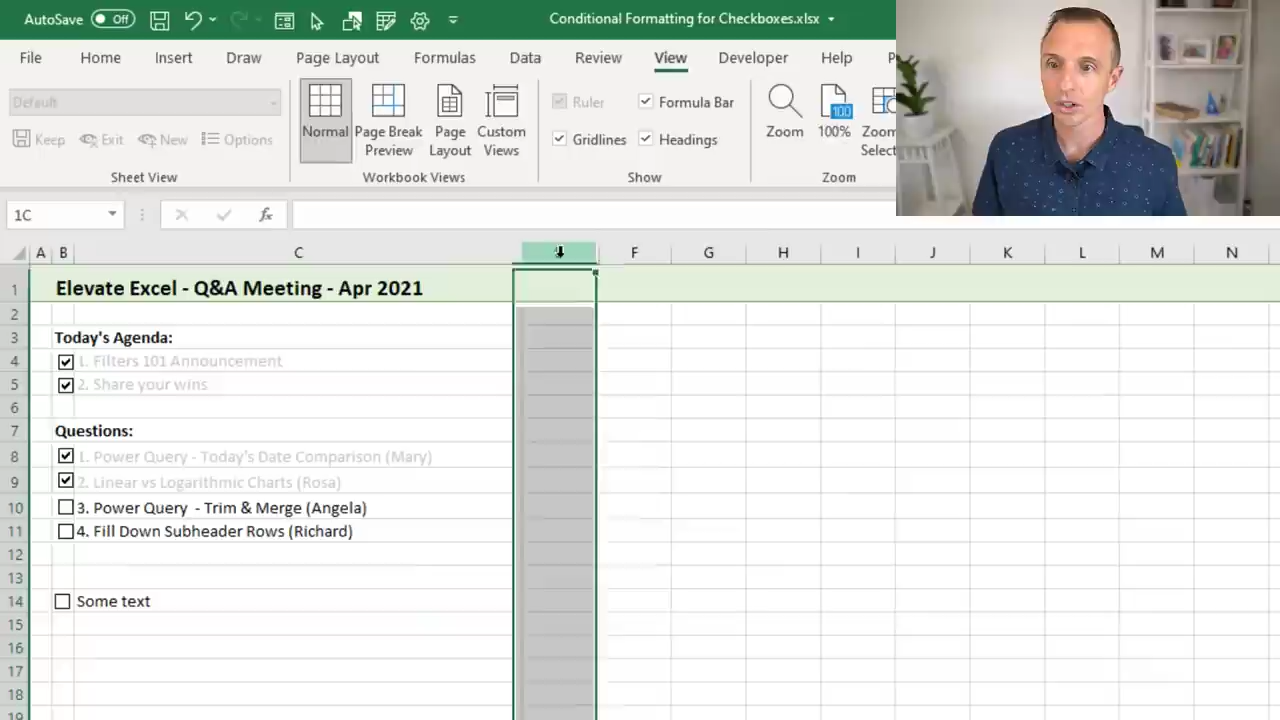 AutoSave Off Conditional Formatting for Checkboxes.xlsx
File Home Insert Draw Page Layout Formulas Data Review View Developer Help
Default
Keep Exit New Options
Sheet View
Normal Page Break Preview Page Layout Custom Views
Workbook Views
Ruler Formula Bar
Gridlines Headings
Show
Zoom 100% Zoom
Zoom
1C fx
A B C F G H I J K L M N
1 Elevate Excel - Q&A Meeting - Apr 2021
2
3 Today's Agenda:
4 1. Filters 101 Announcement
5 2. Share your wins
6
7 Questions:
8 1. Power Query - Today's Date Comparison (Mary)
9 2. Linear vs Logarithmic Charts (Rosa)
10 3. Power Query - Trim & Merge (Angela)
11 4. Fill Down Subheader Rows (Richard)
12
13
14 Some text
15
16
17
18
19